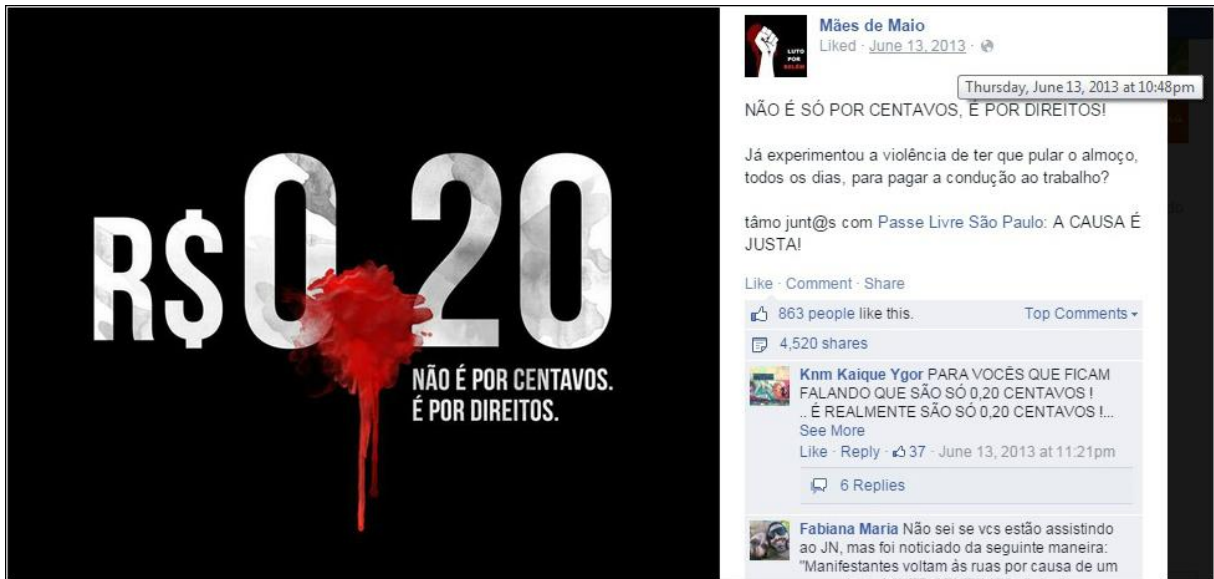 R$0,20
NÃO É POR CENTAVOS.
É POR DIREITOS.
LUTO
POR
BELÉM
Mães de Maio
Liked · June 13, 2013 ·
Thursday, June 13, 2013 at 10:48pm
NÃO É SÓ POR CENTAVOS, É POR DIREITOS!
Já experimentou a violência de ter que pular o almoço,
todos os dias, para pagar a condução ao trabalho?
tâmo junt@s com Passe Livre São Paulo: A CAUSA É
JUSTA!
Like · Comment · Share
863 people like this.
Top Comments
4,520 shares
Knm Kaique Ygor PARA VOCÊS QUE FICAM
FALANDO QUE SÃO SÓ 0,20 CENTAVOS !
.. É REALMENTE SÃO SÓ 0,20 CENTAVOS !...
See More
Like · Reply · 37 · June 13, 2013 at 11:21pm
6 Replies
Fabiana Maria Não sei se vcs estão assistindo
ao JN, mas foi noticiado da seguinte maneira:
"Manifestantes voltam às ruas por causa de um